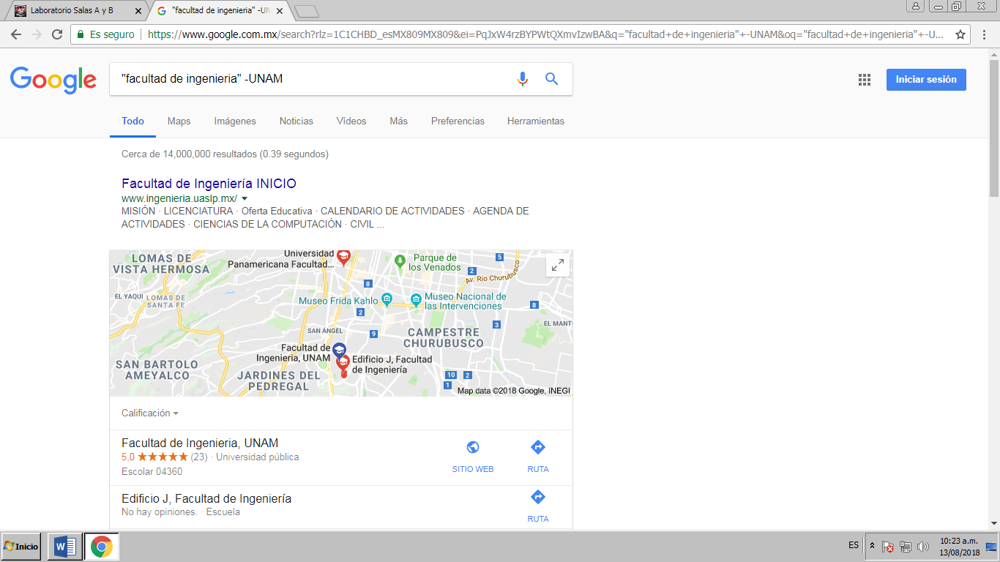 Laboratorio Salas A y B
"facultad de ingenieria" -UN
Es seguro
https://www.google.com.mx/search?rlz=1C1CHBD_esMX809MX809&ei=PqJxW4rzBYPWtQXmvIzwBA&q="facultad+de+ingenieria"+-UNAM&oq="facultad+de+ingenieria"+-U...
Google
"facultad de ingenieria" -UNAM
Iniciar sesión
Todo
Maps
Imágenes
Noticias
Vídeos
Más
Preferencias
Herramientas
Cerca de 14,000,000 resultados (0.39 segundos)
Facultad de Ingeniería INICIO
www.ingenieria.uaslp.mx/
MISIÓN · LICENCIATURA · Oferta Educativa · CALENDARIO DE ACTIVIDADES · AGENDA DE
ACTIVIDADES · CIENCIAS DE LA COMPUTACIÓN · CIVIL ...
LOMAS DE
VISTA HERMOSA
Universidad
Panamericana Facultad...
Parque de
los Venados
5
2
Av. Río Churubusco
8
EL YAQUI
LOMAS DE
SANTA FE
Museo Frida Kahlo
Museo Nacional de
las Intervenciones
8
2
3
EL MANTO
SAN ÁNGEL
9
CAMPESTRE
CHURUBUSCO
Facultad de
Ingenieria, UNAM
Edificio J, Facultad
de Ingeniería
SAN BARTOLO
AMEYALCO
JARDINES DEL
PEDREGAL
10
2
1
Map data ©2018 Google, INEGI
Calificación
Facultad de Ingenieria, UNAM
5,0 ★★★★★ (23) · Universidad pública
Escolar 04360
SITIO WEB
RUTA
Edificio J, Facultad de Ingeniería
No hay opiniones. · Escuela
RUTA
Inicio
ES
10:23 a.m.
13/08/2018